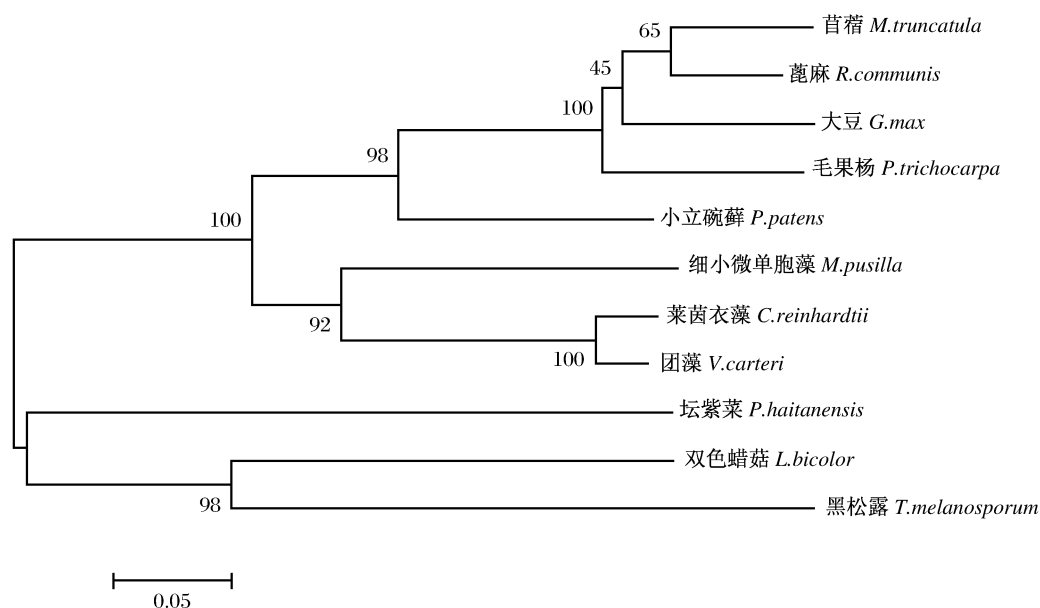 65
苜蓿 M.truncatula
45
蓖麻 R.communis
100
大豆 G.max
98
毛果杨 P.trichocarpa
100
小立碗藓 P.patens
细小微单胞藻 M.pusilla
92
莱茵衣藻 C.reinhardtii
100
团藻 V.carteri
坛紫菜 P.haitanensis
双色蜡菇 L.bicolor
98
黑松露 T.melanosporum
0.05